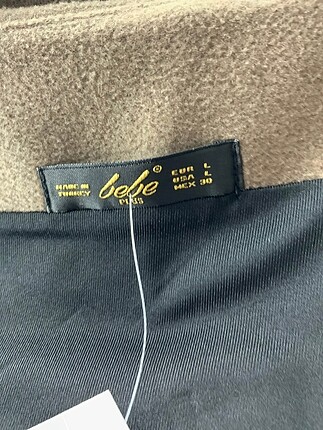 MADE IN
TURKEY
bebe
PLUS
EUR L
USA L
MEX 30